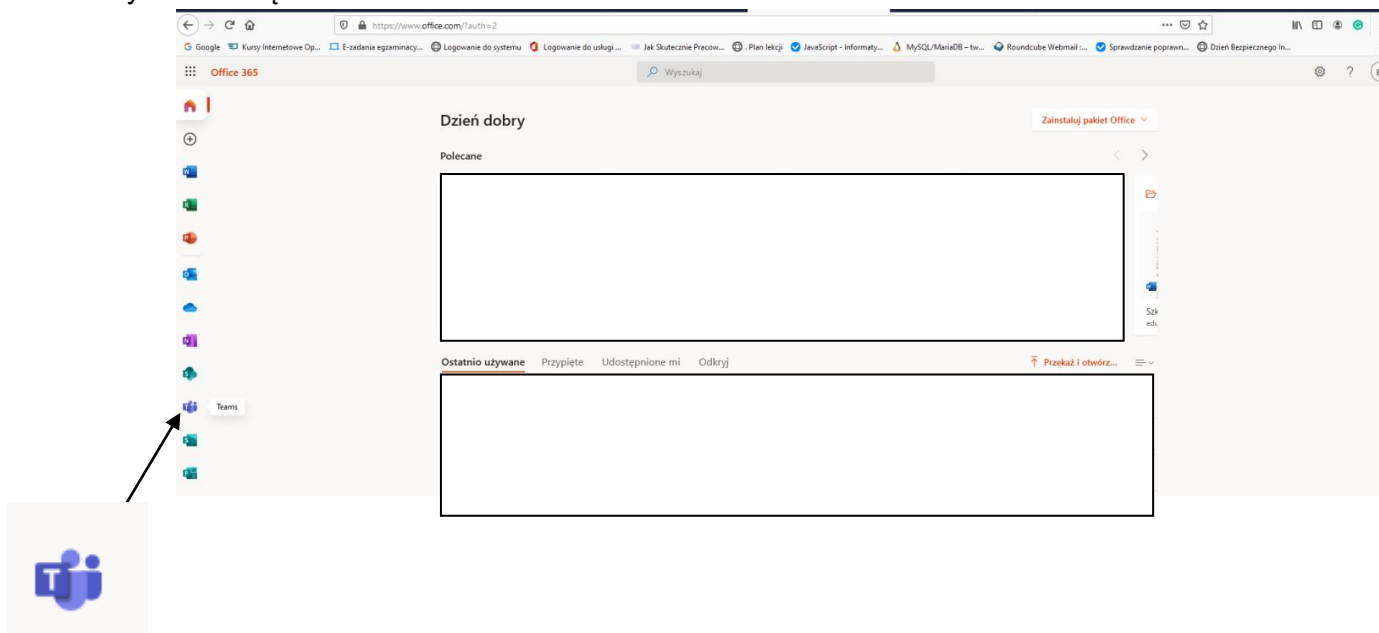 https://www.office.com/?auth=2
Google Kursy Internetowe Op... E-zadania egzaminacy... Logowanie do systemu Logowanie do usługi ... Jak Skutecznie Pracow... . Plan lekcji JavaScript - Informaty... MySQL/MariaDB – tw... Roundcube Webmail :... Sprawdzanie poprawn... Dzień Bezpiecznego In...
Office 365
Wyszukaj
Dzień dobry
Zainstaluj pakiet Office
Polecane
Szk
edu
Ostatnio używane Przypięte Udostępnione mi Odkryj
Przekaż i otwórz...
Teams
T